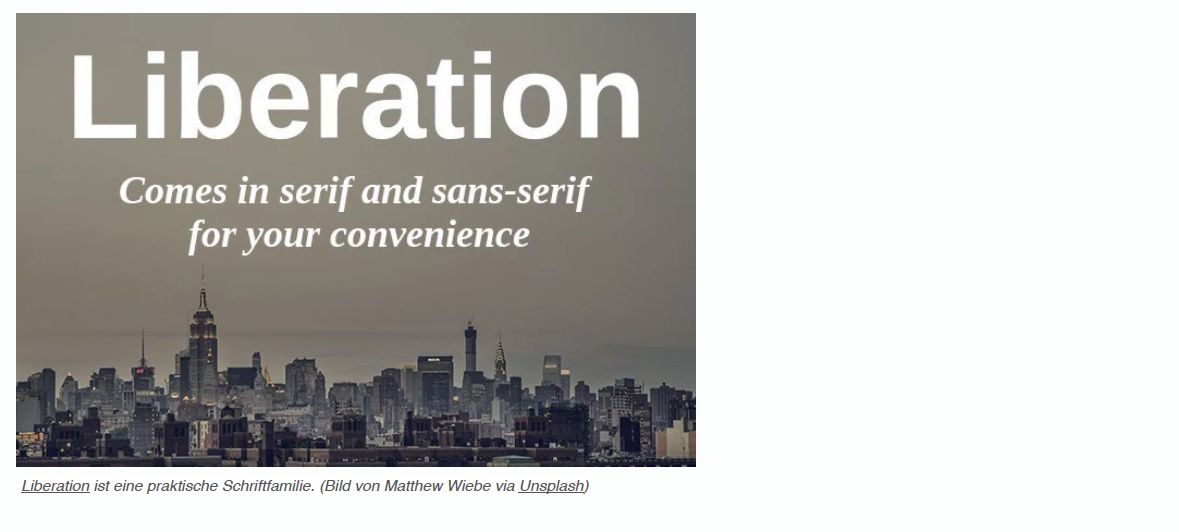 Liberation
Comes in serif and sans-serif
for your convenience
Liberation ist eine praktische Schriftfamilie. (Bild von Matthew Wiebe via Unsplash)